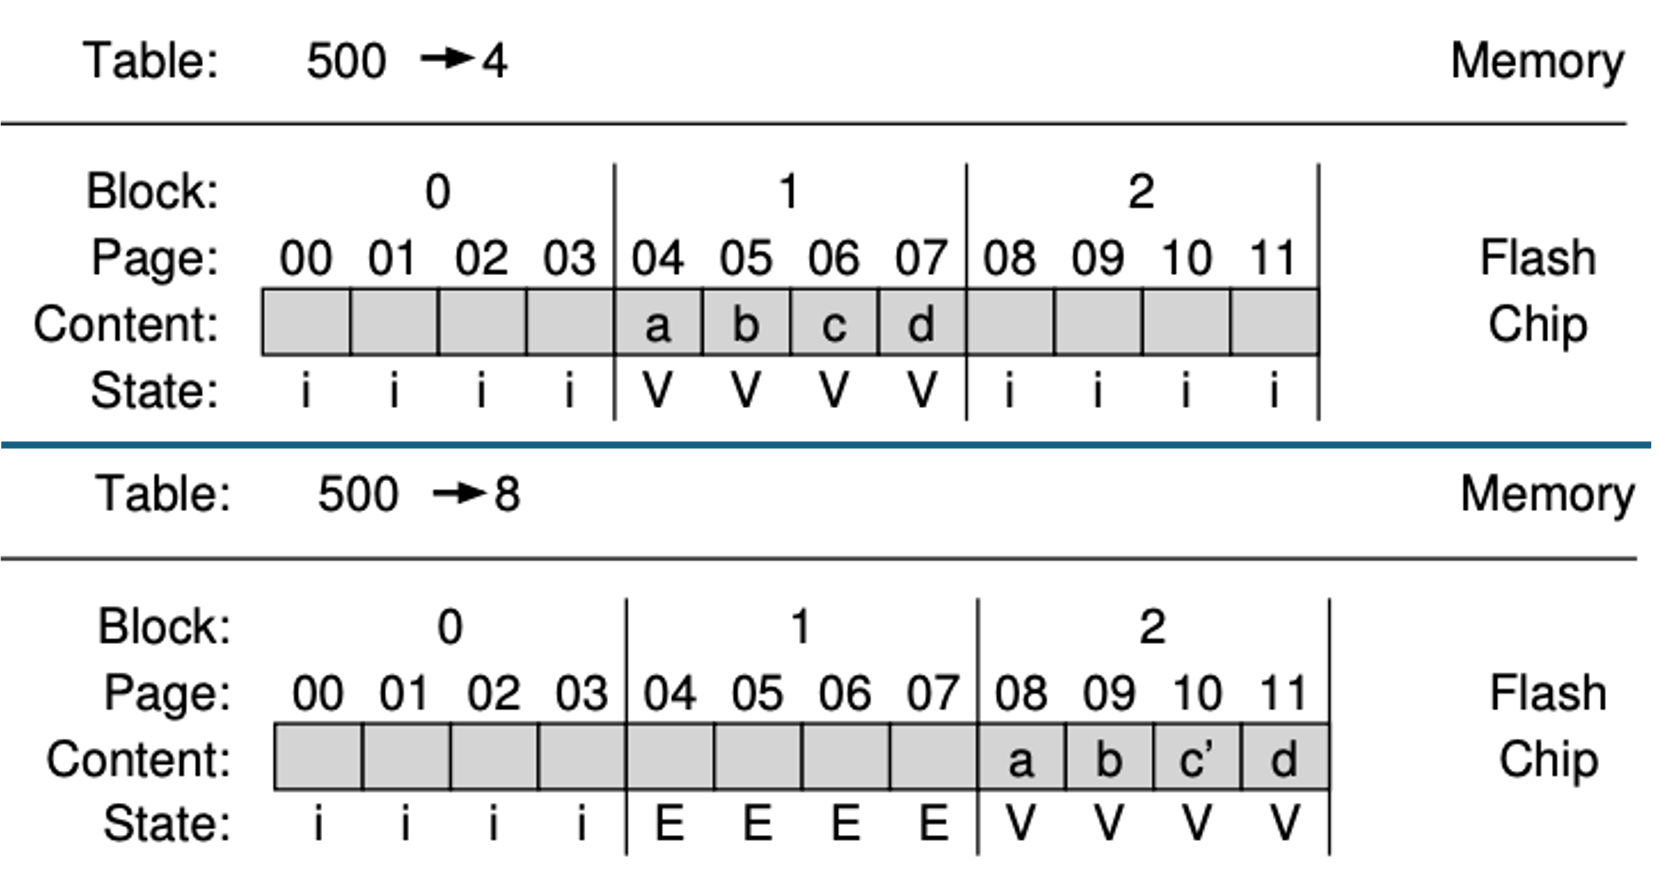 Table: 500 → 4 Memory
Block: 0 1 2
Page: 00 01 02 03 04 05 06 07 08 09 10 11 Flash
Content: a b c d Chip
State: i i i i V V V V i i i i
Table: 500 → 8 Memory
Block: 0 1 2
Page: 00 01 02 03 04 05 06 07 08 09 10 11 Flash
Content: a b c’ d Chip
State: i i i i E E E E V V V V